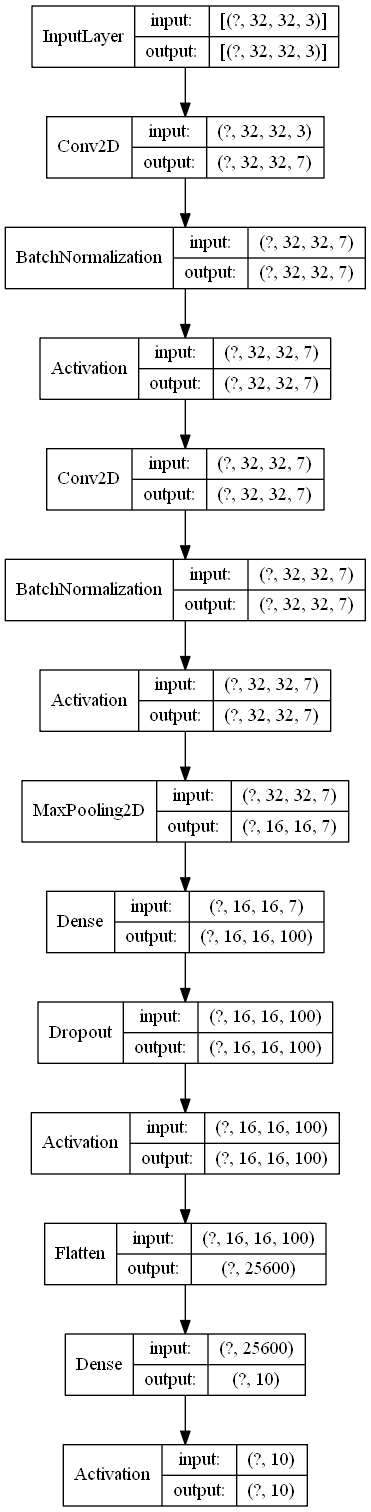 InputLayer
input: [(?, 32, 32, 3)]
output: [(?, 32, 32, 3)]
Conv2D
input: (?, 32, 32, 3)
output: (?, 32, 32, 7)
BatchNormalization
input: (?, 32, 32, 7)
output: (?, 32, 32, 7)
Activation
input: (?, 32, 32, 7)
output: (?, 32, 32, 7)
Conv2D
input: (?, 32, 32, 7)
output: (?, 32, 32, 7)
BatchNormalization
input: (?, 32, 32, 7)
output: (?, 32, 32, 7)
Activation
input: (?, 32, 32, 7)
output: (?, 32, 32, 7)
MaxPooling2D
input: (?, 32, 32, 7)
output: (?, 16, 16, 7)
Dense
input: (?, 16, 16, 7)
output: (?, 16, 16, 100)
Dropout
input: (?, 16, 16, 100)
output: (?, 16, 16, 100)
Activation
input: (?, 16, 16, 100)
output: (?, 16, 16, 100)
Flatten
input: (?, 16, 16, 100)
output: (?, 25600)
Dense
input: (?, 25600)
output: (?, 10)
Activation
input: (?, 10)
output: (?, 10)